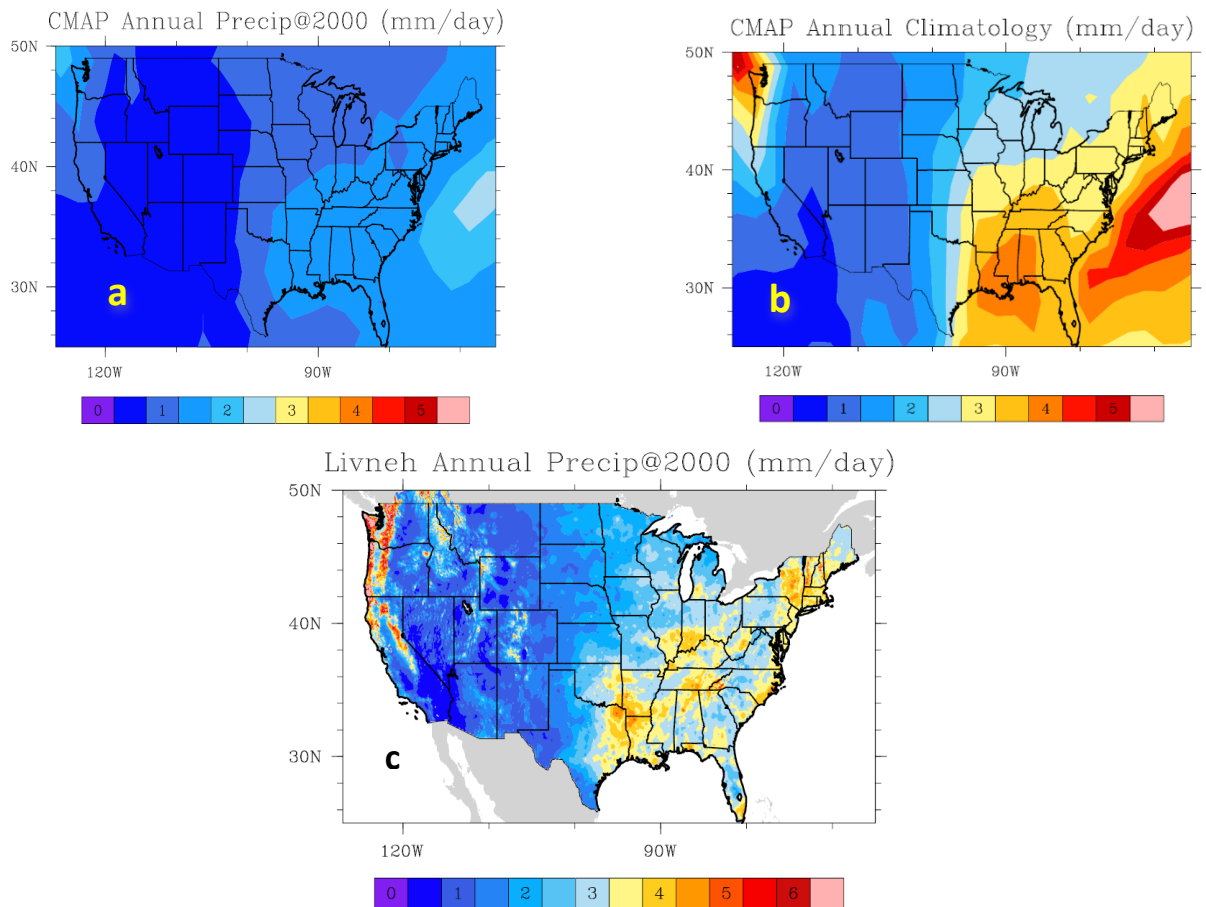 CMAP Annual Precip@2000 (mm/day)
50N
40N
30N
a
120W
90W
0 1 2 3 4 5
CMAP Annual Climatology (mm/day)
50N
40N
30N
b
120W
90W
0 1 2 3 4 5
Livneh Annual Precip@2000 (mm/day)
50N
40N
30N
c
120W
90W
0 1 2 3 4 5 6